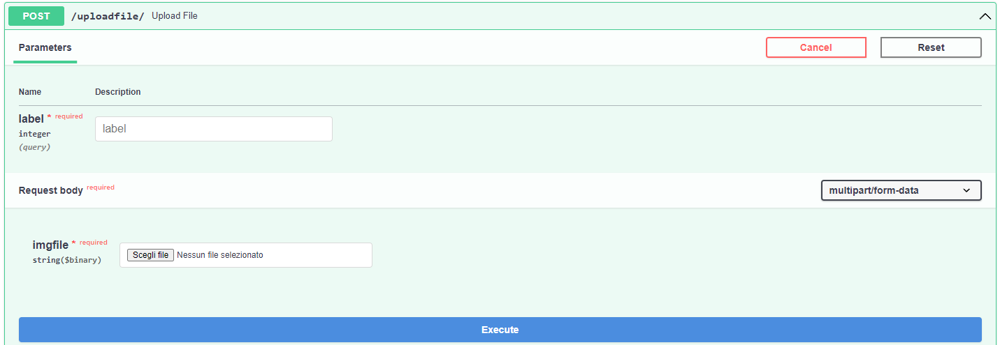 POST /uploadfile/ Upload File
Parameters Cancel Reset
Name Description
label * required
label
integer
(query)
Request body required multipart/form-data
imgfile * required
Scegli file Nessun file selezionato
string($binary)
Execute